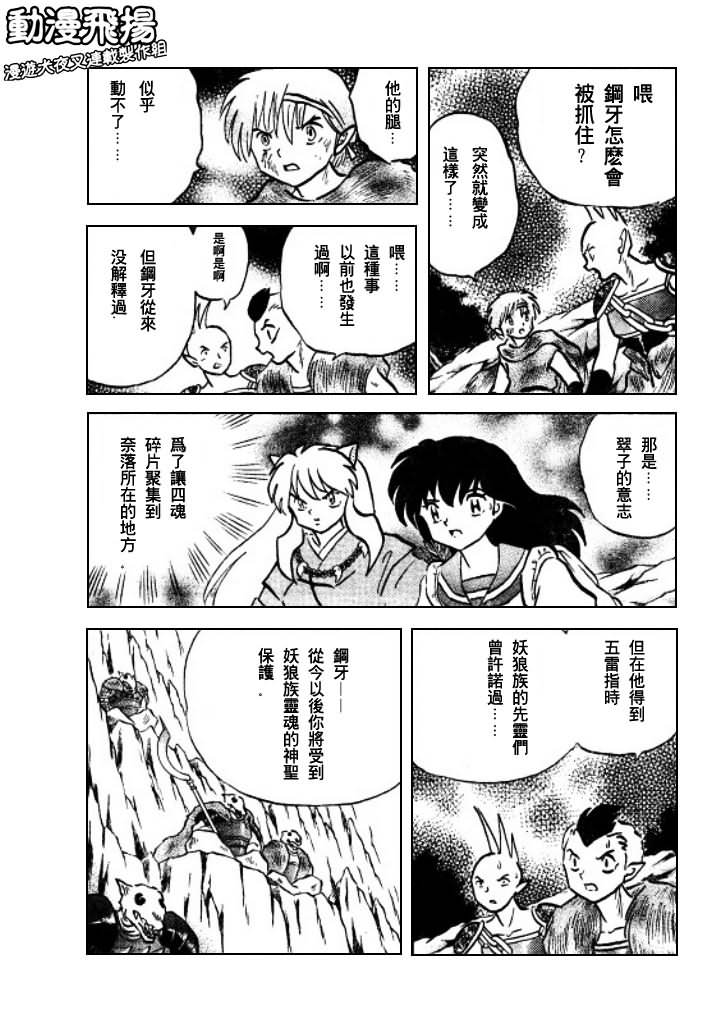 動漫飛揚
漫遊犬夜叉連載製作組
喂
鋼牙怎麽會
被抓住?
突然就變成
這樣了……
他的腿…
似乎
動不了……
喂……
這種事
以前也發生
過啊……
是啊是啊
但鋼牙從來
没解釋過.
那是……
翠子的意志
爲了讓四魂
碎片聚集到
奈落所在的地方.
但在他得到
五雷指時
妖狼族的先靈們
曾許諾過……
鋼牙——
從今以後你將受到
妖狼族靈魂的神聖
保護.